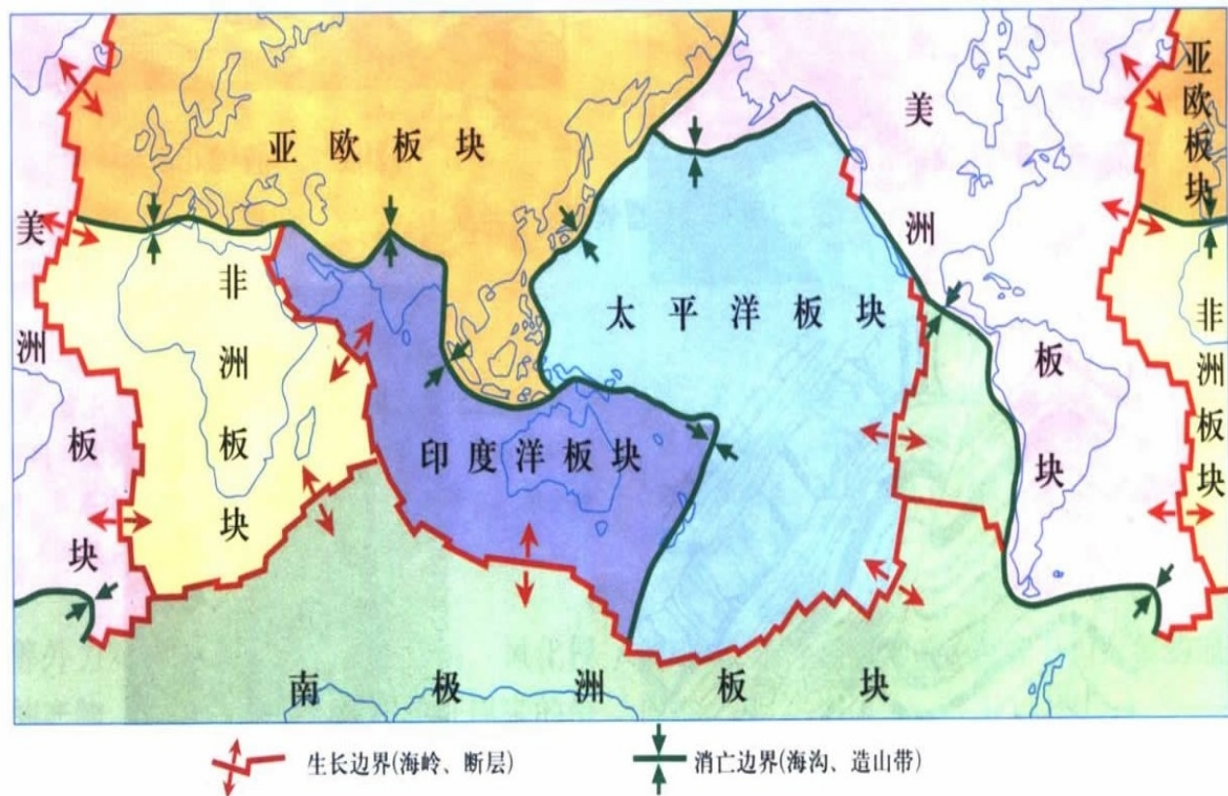 亚欧板块
亚欧板块
美洲板块
美洲板块
非洲板块
非洲板块
太平洋板块
印度洋板块
南极洲板块
生长边界(海岭、断层)
消亡边界(海沟、造山带)